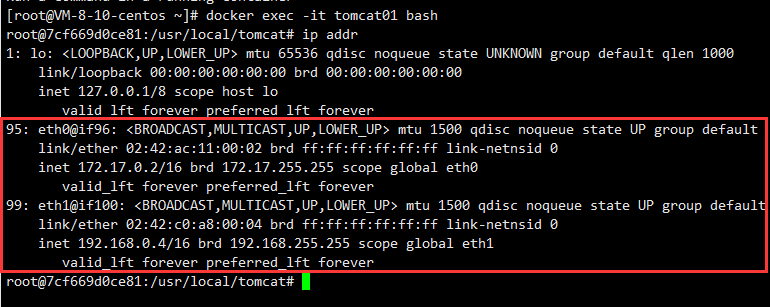 [root@VM-8-10-centos ~]# docker exec -it tomcat01 bash
root@7cf669d0ce81:/usr/local/tomcat# ip addr
1: lo: <LOOPBACK,UP,LOWER_UP> mtu 65536 qdisc noqueue state UNKNOWN group default qlen 1000
    link/loopback 00:00:00:00:00:00 brd 00:00:00:00:00:00
    inet 127.0.0.1/8 scope host lo
       valid_lft forever preferred_lft forever
95: eth0@if96: <BROADCAST,MULTICAST,UP,LOWER_UP> mtu 1500 qdisc noqueue state UP group default
    link/ether 02:42:ac:11:00:02 brd ff:ff:ff:ff:ff:ff link-netnsid 0
    inet 172.17.0.2/16 brd 172.17.255.255 scope global eth0
       valid_lft forever preferred_lft forever
99: eth1@if100: <BROADCAST,MULTICAST,UP,LOWER_UP> mtu 1500 qdisc noqueue state UP group default
    link/ether 02:42:c0:a8:00:04 brd ff:ff:ff:ff:ff:ff link-netnsid 0
    inet 192.168.0.4/16 brd 192.168.255.255 scope global eth1
       valid_lft forever preferred_lft forever
root@7cf669d0ce81:/usr/local/tomcat#